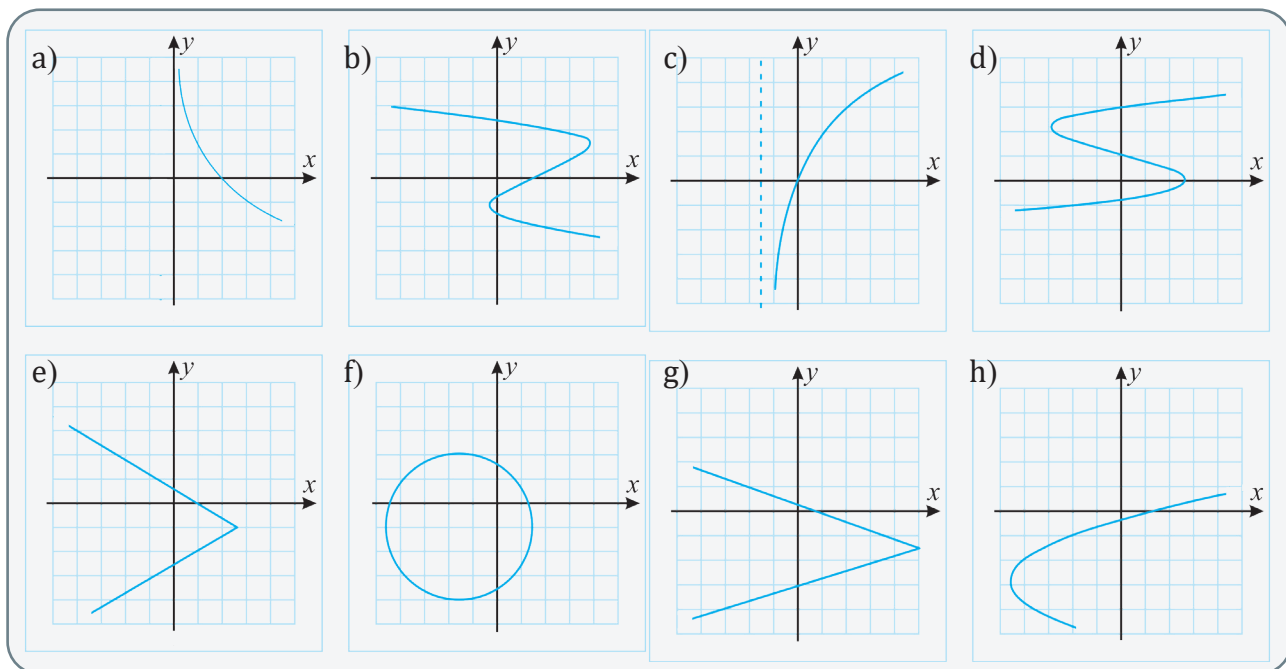 a) y x
b) y x
c) y x
d) y x
e) y x
f) y x
g) y x
h) y x